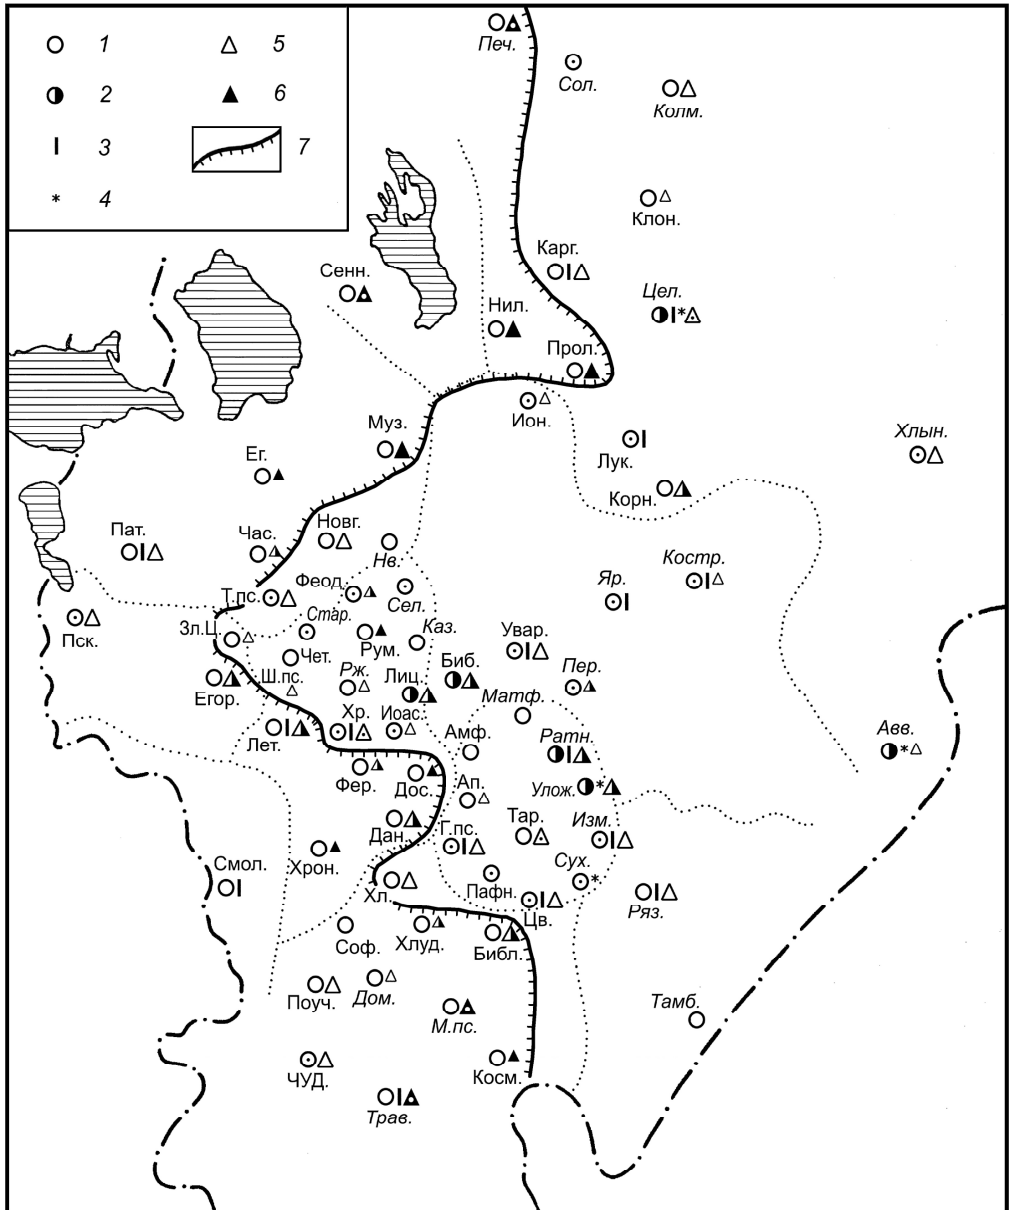 Печ.
1 5
Сол.
2 6
Колм.
3 7
4
Клон.
Карг.
Сенн.
Цел.
Нил.
Прол.
Ион.
Муз.
Хлын.
Лук.
Ег.
Корн.
Новг.
Пат.
Час.
Нв.
Костр.
Феод.
Яр.
Т.пс.
Сел.
Стар.
Пск.
Зл.Ц.
Каз.
Увар.
Рум.
Чет.
Биб.
Пер.
Рж.
Ш.пс.
Лиц.
Егор.
Матф.
Хр.
Иоас.
Авв.
Лет.
Амф.
Ратн.
Фер.
Дос.
Ап.
Улож.
Дан.
Г.пс.
Тар.
Изм.
Смол.
Хрон.
Сух.
Хл.
Пафн.
Ряз.
Цв.
Соф.
Хлуд.
Библ.
Поуч.
Дом.
Тамб.
М.пс.
ЧУД.
Косм.
Трав.